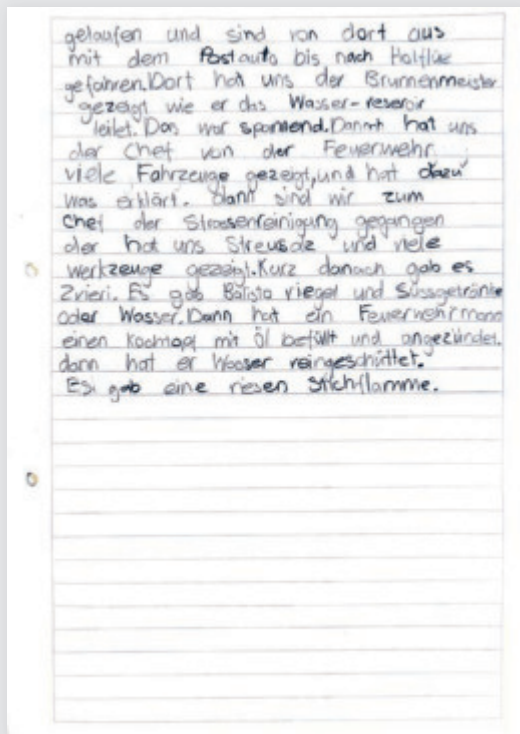 gelaufen und sind von dort aus
mit dem Postauto bis nach Holflüe
gefahren. Dort hat uns der Brunnenmeister
gezeigt wie er das Wasser-reservoir
leitet. Das war spannend. Dann hat uns
der Chef von der Feuerwehr
viele Fahrzeuge gezeigt, und hat dazu
was erklärt. dann sind wir zum
Chef der Strassenreinigung gegangen
der hat uns Streusalz und viele
werkzeuge gezeigt. Kurz danach gab es
Zvieri. Es gab Balisto riegel und Süssgetränke
oder Wasser. Dann hat ein Feuerwehrmann
einen Kochtopf mit Öl befüllt und angezündet.
dann hat er Wasser reingeschüttet.
Es gab eine riesen Stichflamme.